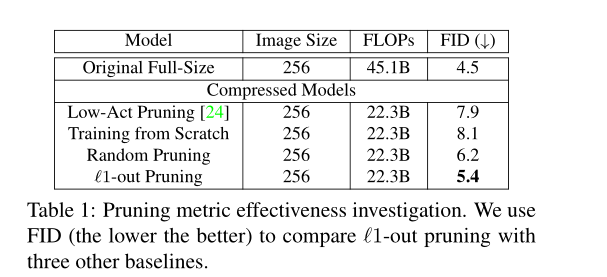 Model Image Size FLOPs FID (↓)
Original Full-Size 256 45.1B 4.5
Compressed Models
Low-Act Pruning [24] 256 22.3B 7.9
Training from Scratch 256 22.3B 8.1
Random Pruning 256 22.3B 6.2
ℓ1-out Pruning 256 22.3B 5.4
Table 1: Pruning metric effectiveness investigation. We use
FID (the lower the better) to compare ℓ1-out pruning with
three other baselines.